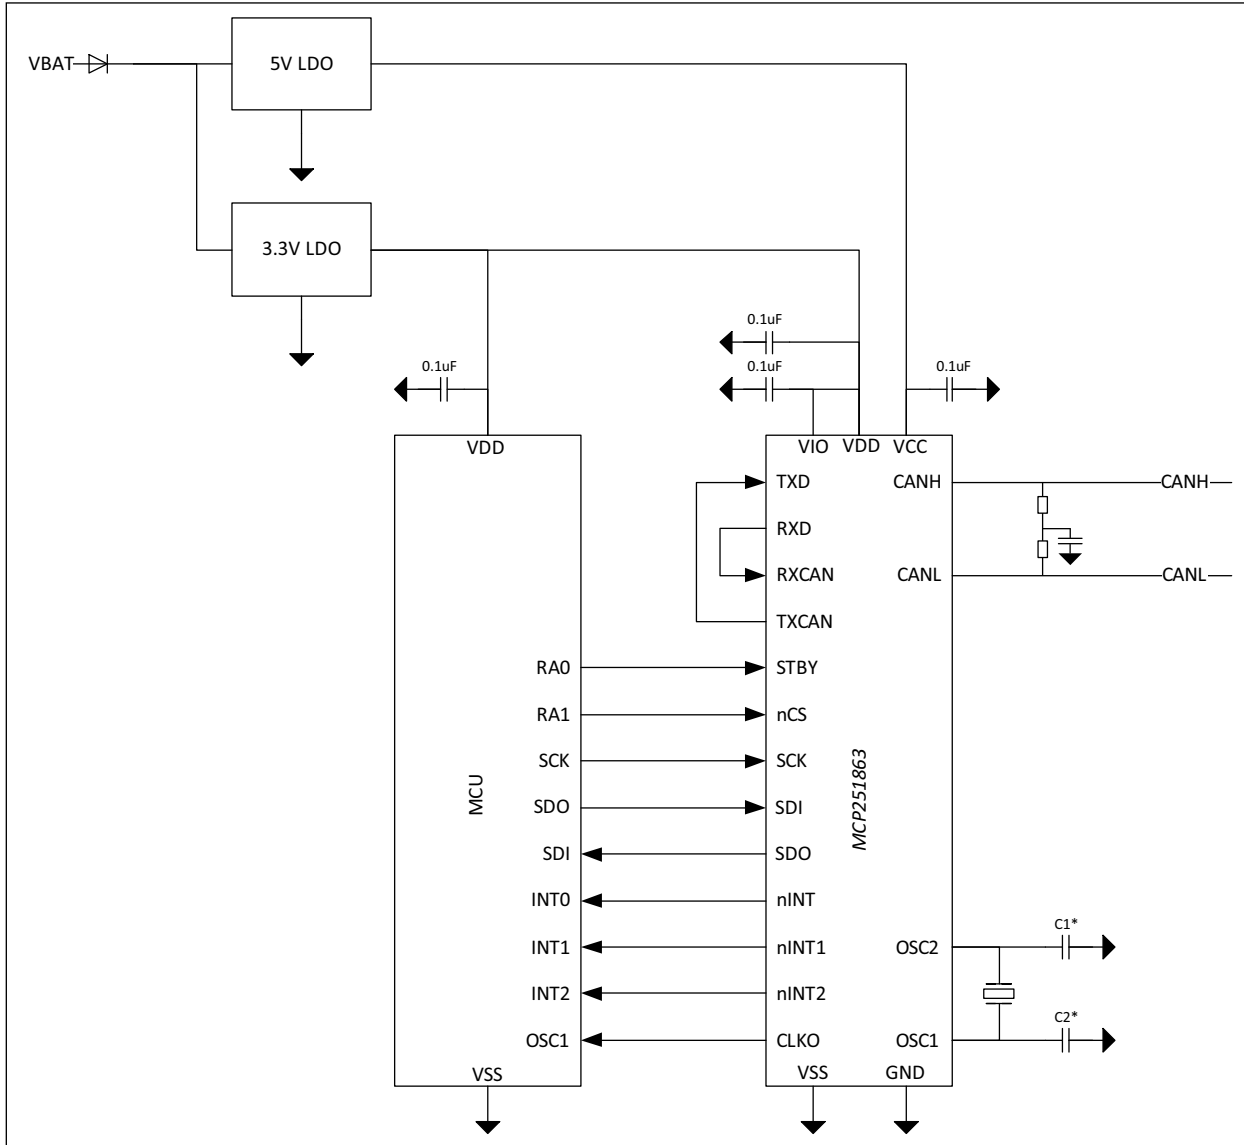 VBAT
5V LDO
3.3V LDO
0.1uF
0.1uF
0.1uF
0.1uF
VDD
VIO
VDD
VCC
TXD
CANH
CANH
RXD
RXCAN
CANL
CANL
TXCAN
RA0
STBY
RA1
nCS
SCK
SCK
MCU
MCP251863
SDO
SDI
SDI
SDO
INT0
nINT
INT1
nINT1
OSC2
C1*
INT2
nINT2
OSC1
CLKO
OSC1
C2*
VSS
VSS
GND